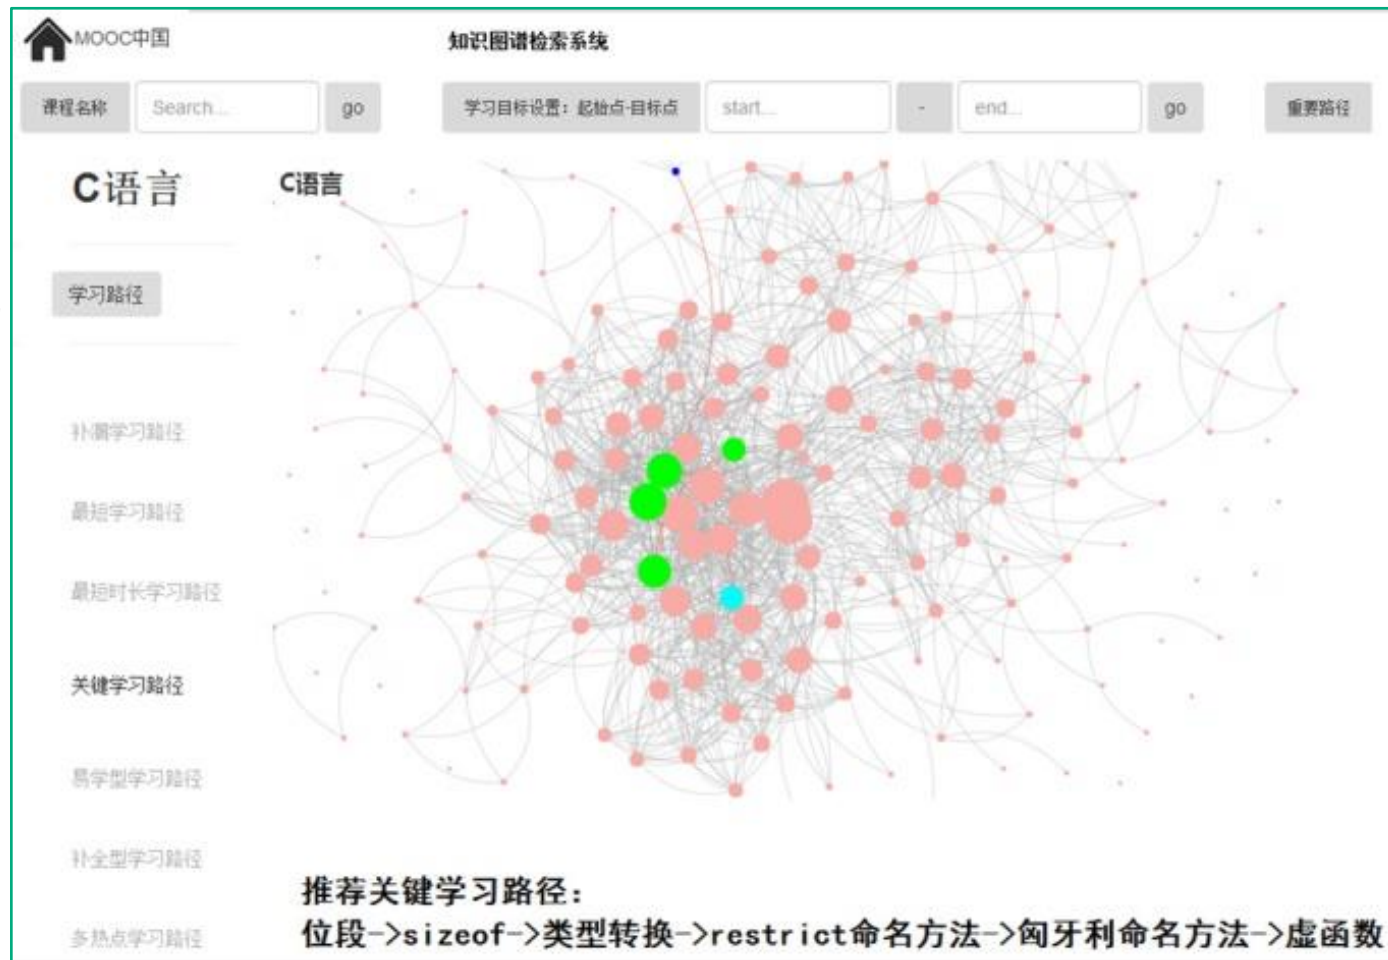 MOOC中国
知识图谱检索系统
课程名称 Search... go 学习目标设置：起始点-目标点 start... - end... go 重要路径
C语言
C语言
学习路径
补漏学习路径
最短学习路径
最短时长学习路径
关键学习路径
易学型学习路径
补全型学习路径
多热点学习路径
推荐关键学习路径：
位段->sizeof->类型转换->restrict命名方法->匈牙利命名方法->虚函数